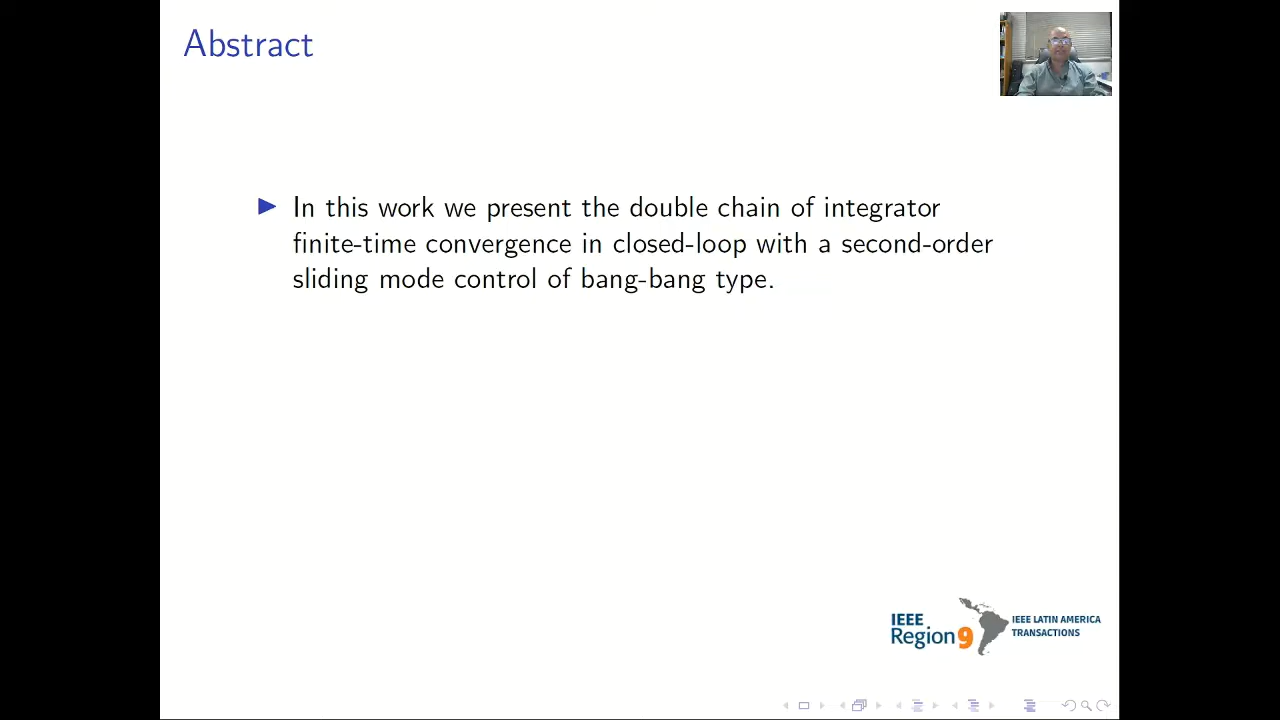 Abstract
In this work we present the double chain of integrator
finite-time convergence in closed-loop with a second-order
sliding mode control of bang-bang type.
IEEE
Region 9
IEEE LATIN AMERICA
TRANSACTIONS